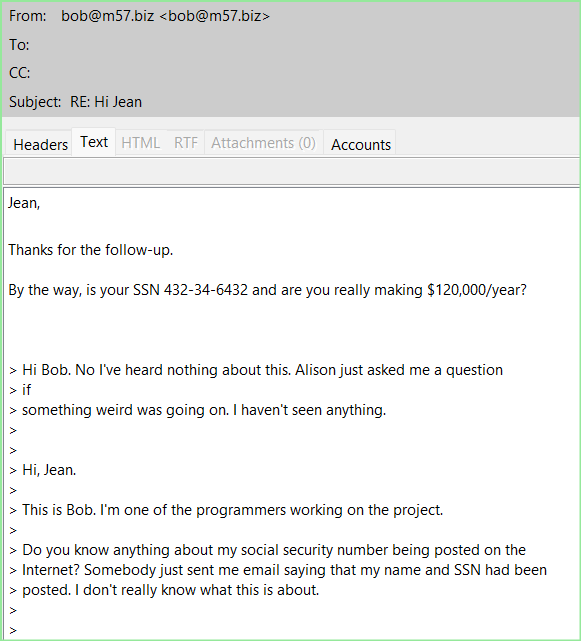 From: bob@m57.biz <bob@m57.biz>
To:
CC:
Subject: RE: Hi Jean
Headers Text HTML RTF Attachments (0) Accounts
Jean,
Thanks for the follow-up.
By the way, is your SSN 432-34-6432 and are you really making $120,000/year?
> Hi Bob. No I've heard nothing about this. Alison just asked me a question
> if
> something weird was going on. I haven't seen anything.
>
>
> Hi, Jean.
>
> This is Bob. I'm one of the programmers working on the project.
>
> Do you know anything about my social security number being posted on the
> Internet? Somebody just sent me email saying that my name and SSN had been
> posted. I don't really know what this is about.
>
>